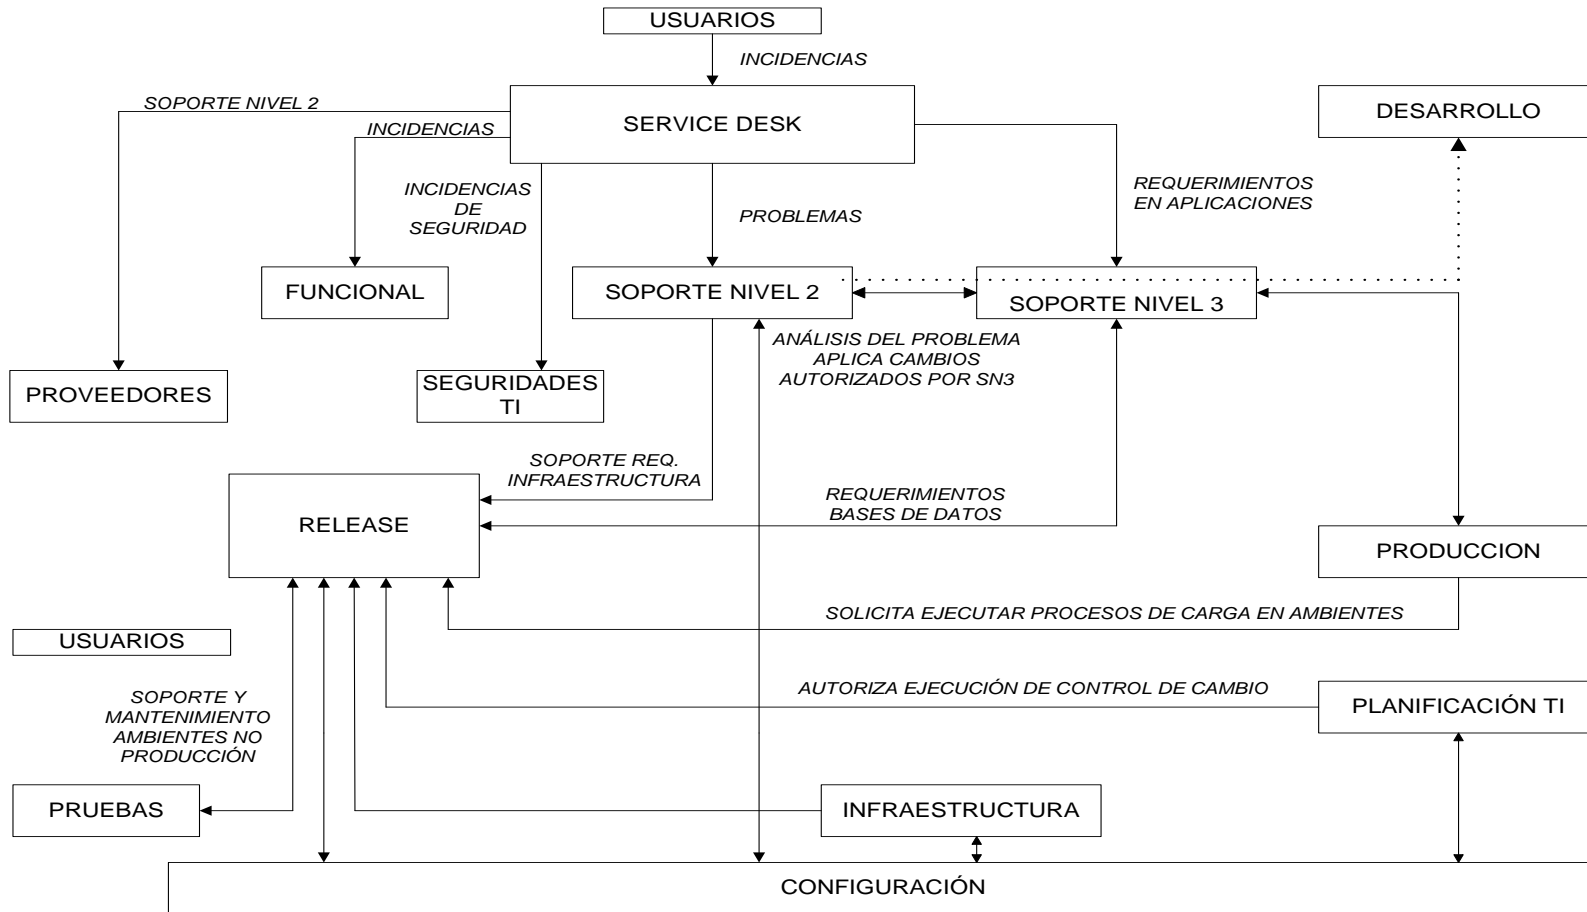 USUARIOS
INCIDENCIAS
SOPORTE NIVEL 2
SERVICE DESK
DESARROLLO
INCIDENCIAS
INCIDENCIAS
DE
SEGURIDAD
PROBLEMAS
REQUERIMIENTOS
EN APLICACIONES
FUNCIONAL
SOPORTE NIVEL 2
SOPORTE NIVEL 3
ANÁLISIS DEL PROBLEMA
APLICA CAMBIOS
AUTORIZADOS POR SN3
PROVEEDORES
SEGURIDADES
TI
SOPORTE REQ.
INFRAESTRUCTURA
REQUERIMIENTOS
BASES DE DATOS
RELEASE
PRODUCCION
SOLICITA EJECUTAR PROCESOS DE CARGA EN AMBIENTES
USUARIOS
AUTORIZA EJECUCIÓN DE CONTROL DE CAMBIO
PLANIFICACIÓN TI
SOPORTE Y
MANTENIMIENTO
AMBIENTES NO
PRODUCCIÓN
PRUEBAS
INFRAESTRUCTURA
CONFIGURACIÓN